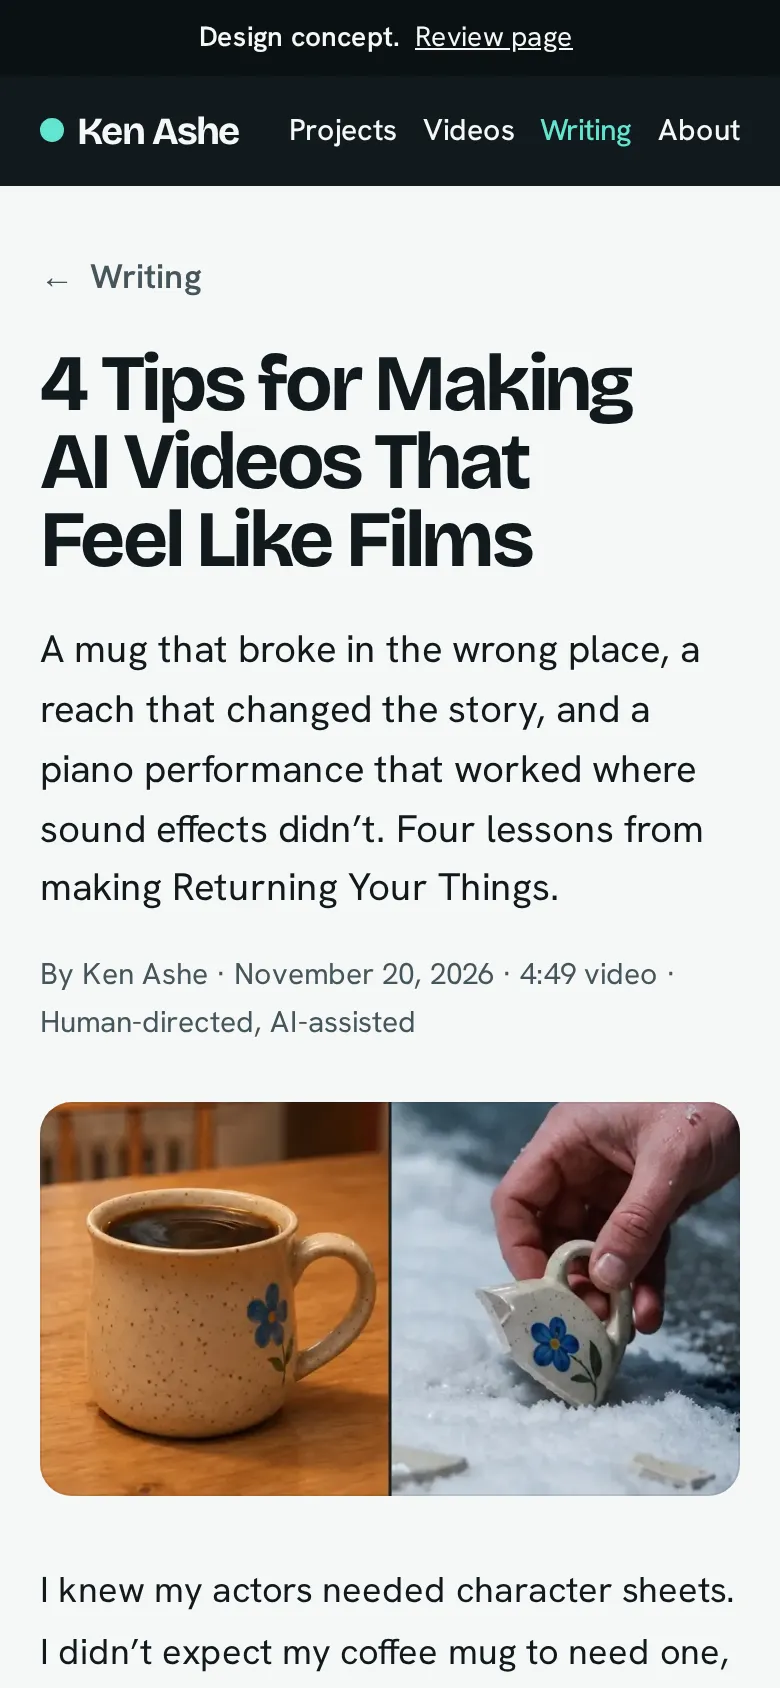 Design concept. Review page
Ken Ashe Projects Videos Writing About
← Writing
4 Tips for Making
AI Videos That
Feel Like Films
A mug that broke in the wrong place, a
reach that changed the story, and a
piano performance that worked where
sound effects didn’t. Four lessons from
making Returning Your Things.
By Ken Ashe · November 20, 2026 · 4:49 video ·
Human-directed, AI-assisted
I knew my actors needed character sheets.
I didn’t expect my coffee mug to need one,